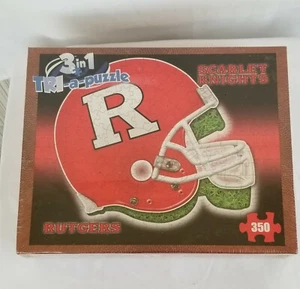 3 in 1
TRI-a-puzzle
SCARLET
KNIGHTS
R
RUTGERS
350